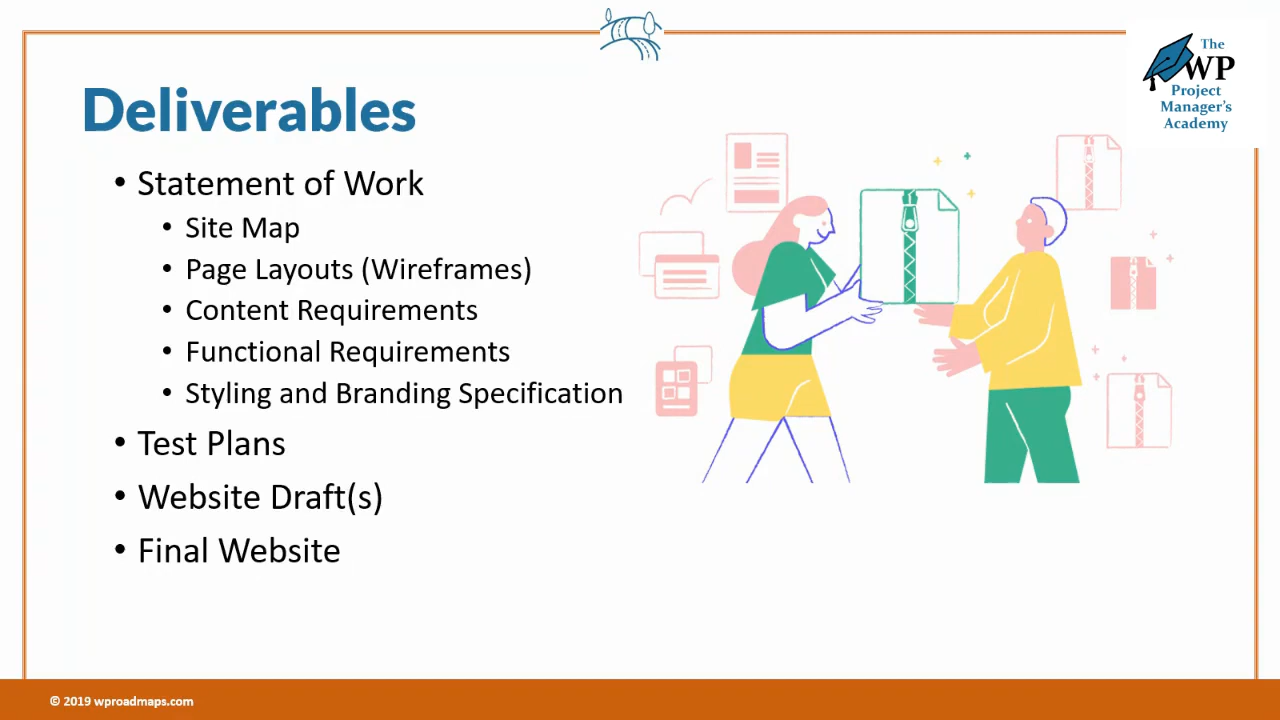 The
WP
Project
Manager's
Academy
Deliverables
• Statement of Work
• Site Map
• Page Layouts (Wireframes)
• Content Requirements
• Functional Requirements
• Styling and Branding Specification
• Test Plans
• Website Draft(s)
• Final Website
© 2019 wproadmaps.com